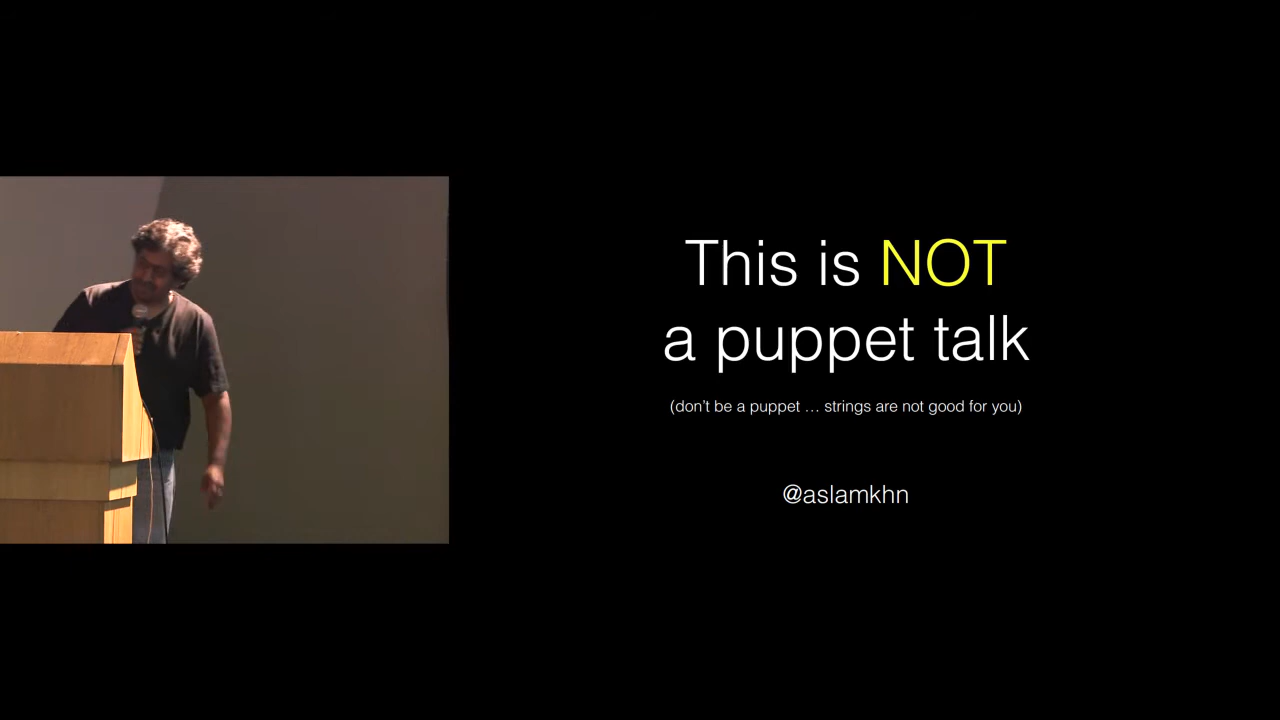 This is NOT
a puppet talk
(don't be a puppet … strings are not good for you)
@aslamkhn